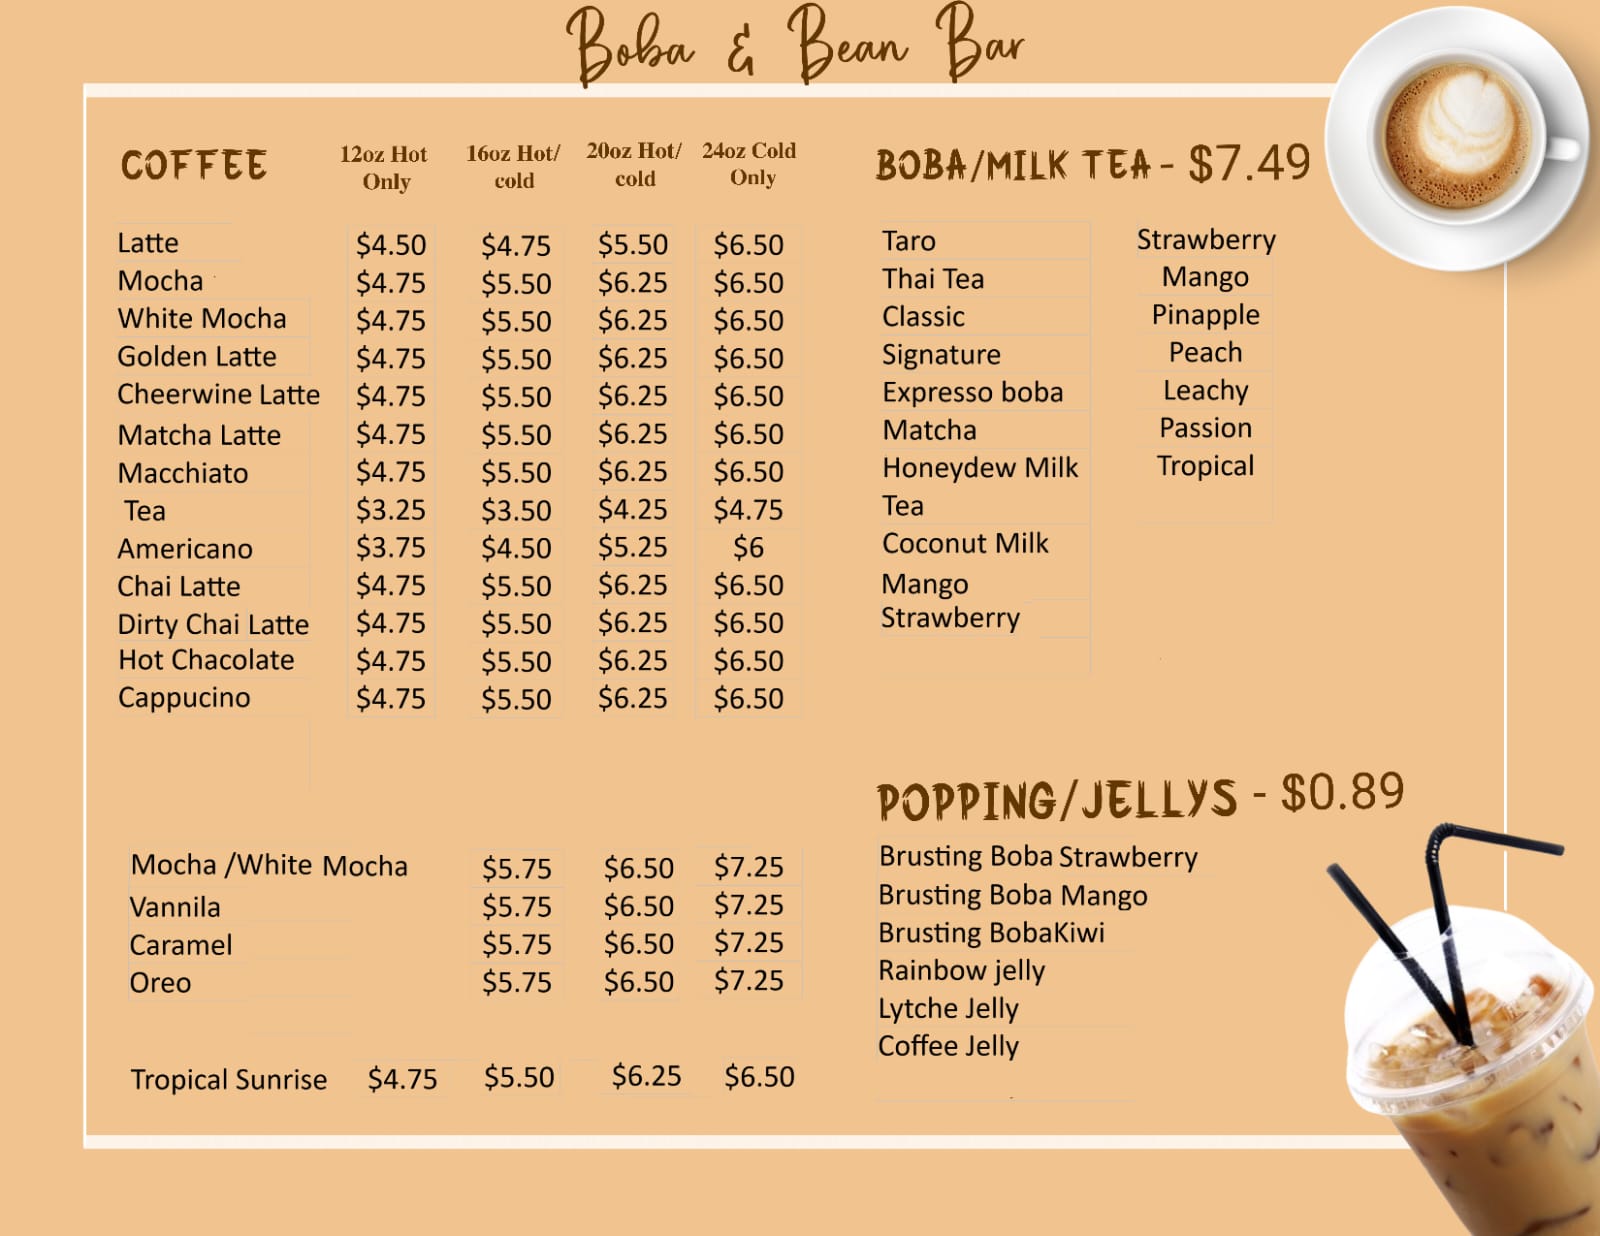 Boba & Bean Bar
COFFEE 12oz Hot Only 16oz Hot/ cold 20oz Hot/ cold 24oz Cold Only
Latte $4.50 $4.75 $5.50 $6.50
Mocha $4.75 $5.50 $6.25 $6.50
White Mocha $4.75 $5.50 $6.25 $6.50
Golden Latte $4.75 $5.50 $6.25 $6.50
Cheerwine Latte $4.75 $5.50 $6.25 $6.50
Matcha Latte $4.75 $5.50 $6.25 $6.50
Macchiato $4.75 $5.50 $6.25 $6.50
Tea $3.25 $3.50 $4.25 $4.75
Americano $3.75 $4.50 $5.25 $6
Chai Latte $4.75 $5.50 $6.25 $6.50
Dirty Chai Latte $4.75 $5.50 $6.25 $6.50
Hot Chacolate $4.75 $5.50 $6.25 $6.50
Cappucino $4.75 $5.50 $6.25 $6.50
Mocha /White Mocha $5.75 $6.50 $7.25
Vannila $5.75 $6.50 $7.25
Caramel $5.75 $6.50 $7.25
Oreo $5.75 $6.50 $7.25
Tropical Sunrise $4.75 $5.50 $6.25 $6.50
BOBA/MILK TEA - $7.49
Taro
Thai Tea
Classic
Signature
Expresso boba
Matcha
Honeydew Milk
Tea
Coconut Milk
Mango
Strawberry
Strawberry
Mango
Pinapple
Peach
Leachy
Passion
Tropical
POPPING/JELLYS - $0.89
Brusting Boba Strawberry
Brusting Boba Mango
Brusting BobaKiwi
Rainbow jelly
Lytche Jelly
Coffee Jelly